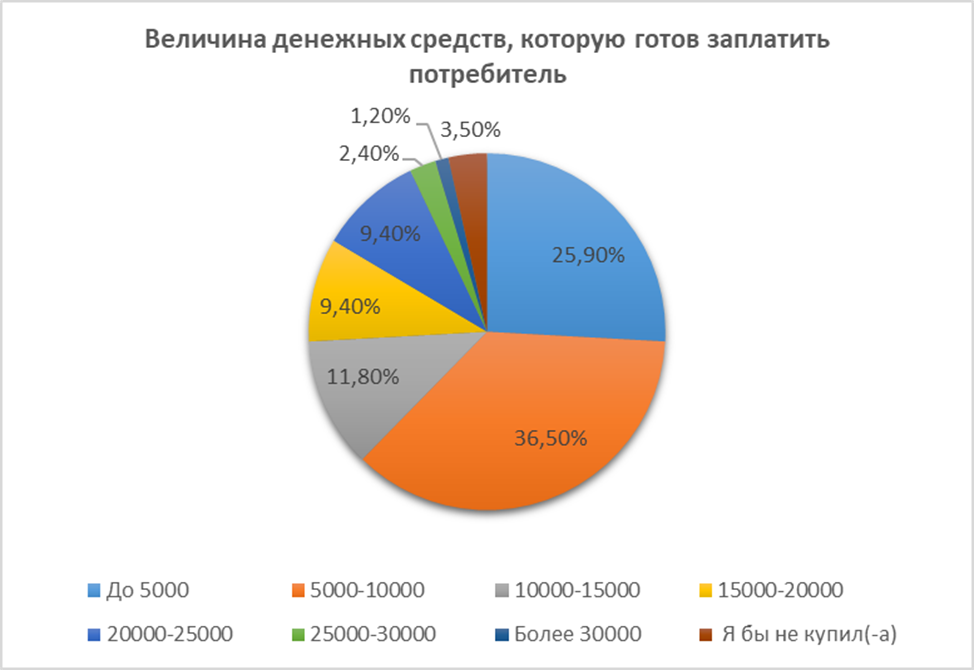 Величина денежных средств, которую готов заплатить
потребитель
1,20%
3,50%
2,40%
9,40%
25,90%
9,40%
11,80%
36,50%
До 5000
5000-10000
10000-15000
15000-20000
20000-25000
25000-30000
Более 30000
Я бы не купил(-а)